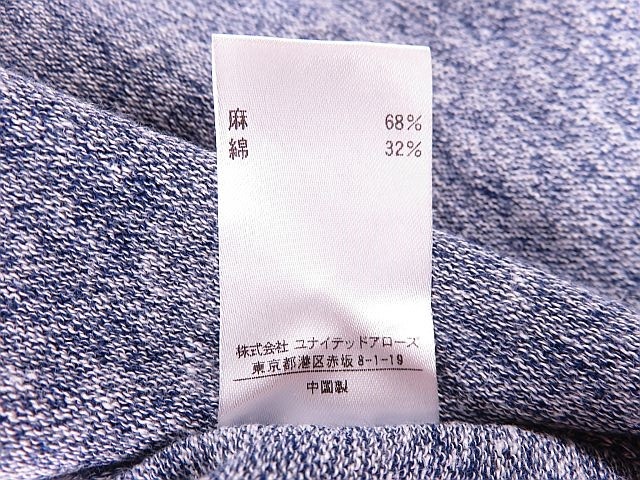 麻 68%
綿 32%
株式会社 ユナイテッドアローズ
東京都港区赤坂8-1-19
中国製